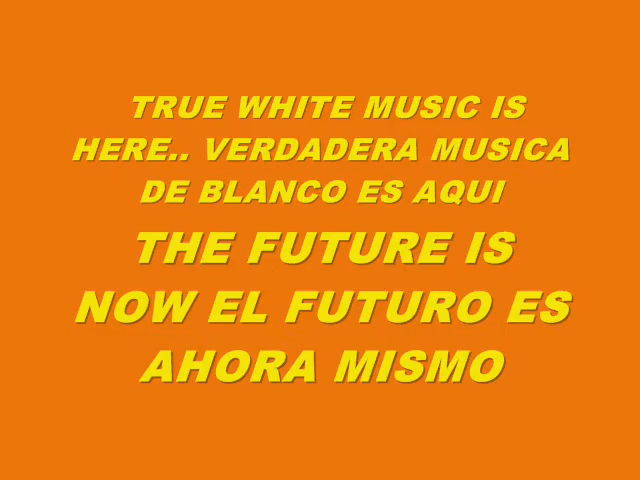 TRUE WHITE MUSIC IS
HERE.. VERDADERA MUSICA
DE BLANCO ES AQUI
THE FUTURE IS
NOW EL FUTURO ES
AHORA MISMO